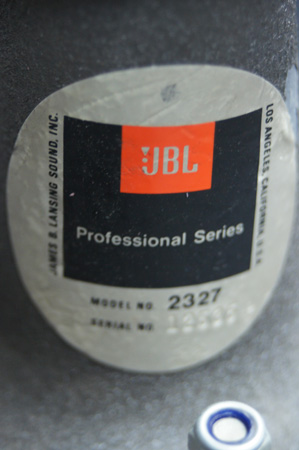 JBL
Professional Series
JAMES B. LANSING SOUND, INC.
LOS ANGELES, CALIFORNIA, U.S.A.
MODEL NO. 2327
SERIAL NO.